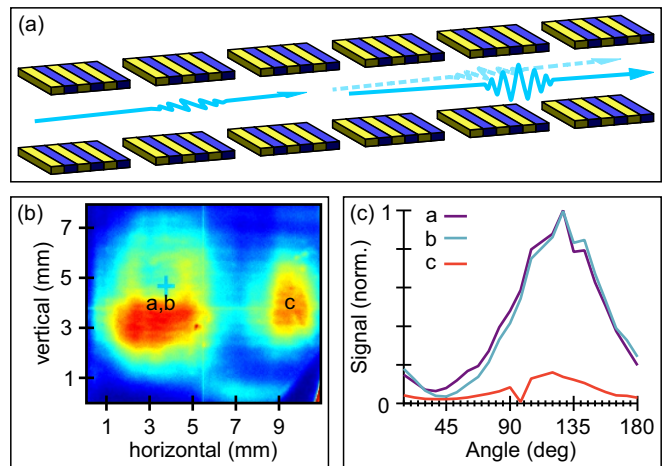 (a)
(b)
7
5
3
1
vertical (mm)
a,b
c
1 3 5 7 9
horizontal (mm)
(c)
1
0
Signal (norm.)
a
b
c
45 90 135 180
Angle (deg)